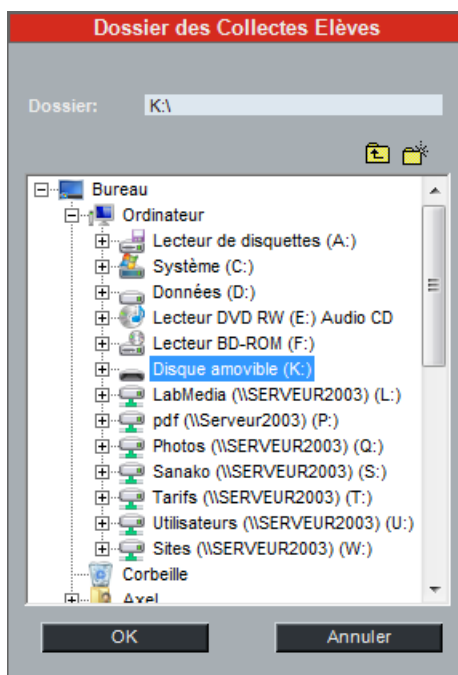 Dossier des Collectes Elèves
Dossier: K:\
Bureau
Ordinateur
Lecteur de disquettes (A:)
Système (C:)
Données (D:)
Lecteur DVD RW (E:) Audio CD
Lecteur BD-ROM (F:)
Disque amovible (K:)
LabMedia (\\SERVEUR2003) (L:)
pdf (\\Serveur2003) (P:)
Photos (\\SERVEUR2003) (Q:)
Sanako (\\SERVEUR2003) (S:)
Tarifs (\\SERVEUR2003) (T:)
Utilisateurs (\\SERVEUR2003) (U:)
Sites (\\SERVEUR2003) (W:)
Corbeille
Axel
OK Annuler